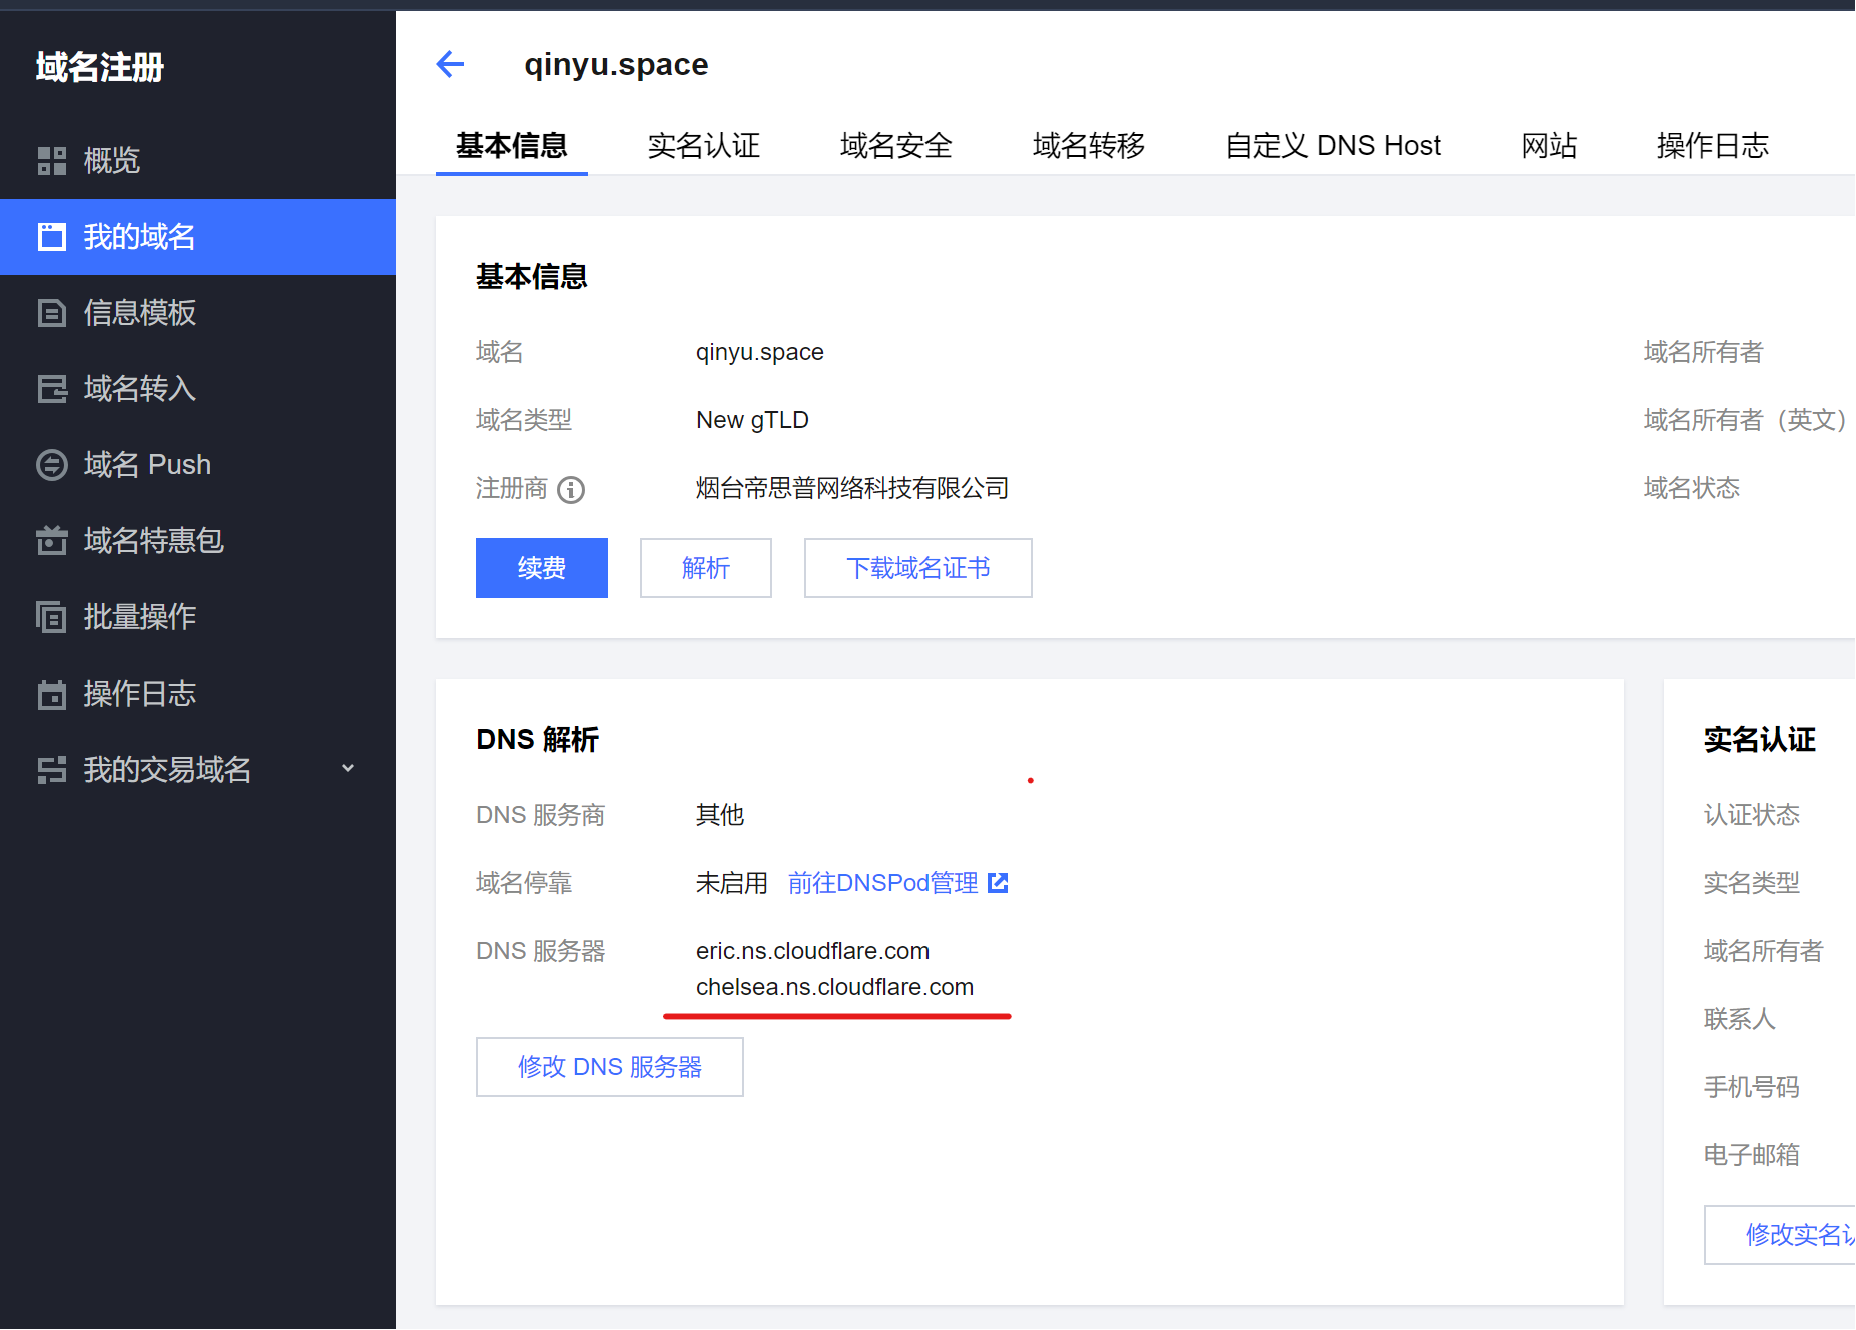 域名注册
概览
我的域名
信息模板
域名转入
域名 Push
域名特惠包
批量操作
操作日志
我的交易域名
qinyu.space
基本信息 实名认证 域名安全 域名转移 自定义 DNS Host 网站 操作日志
基本信息
域名 qinyu.space 域名所有者
域名类型 New gTLD 域名所有者（英文）
注册商 烟台帝思普网络科技有限公司 域名状态
续费 解析 下载域名证书
DNS 解析
DNS 服务商 其他
域名停靠 未启用 前往DNSPod管理
DNS 服务器 eric.ns.cloudflare.com
chelsea.ns.cloudflare.com
修改 DNS 服务器
实名认证
认证状态
实名类型
域名所有者
联系人
手机号码
电子邮箱
修改实名